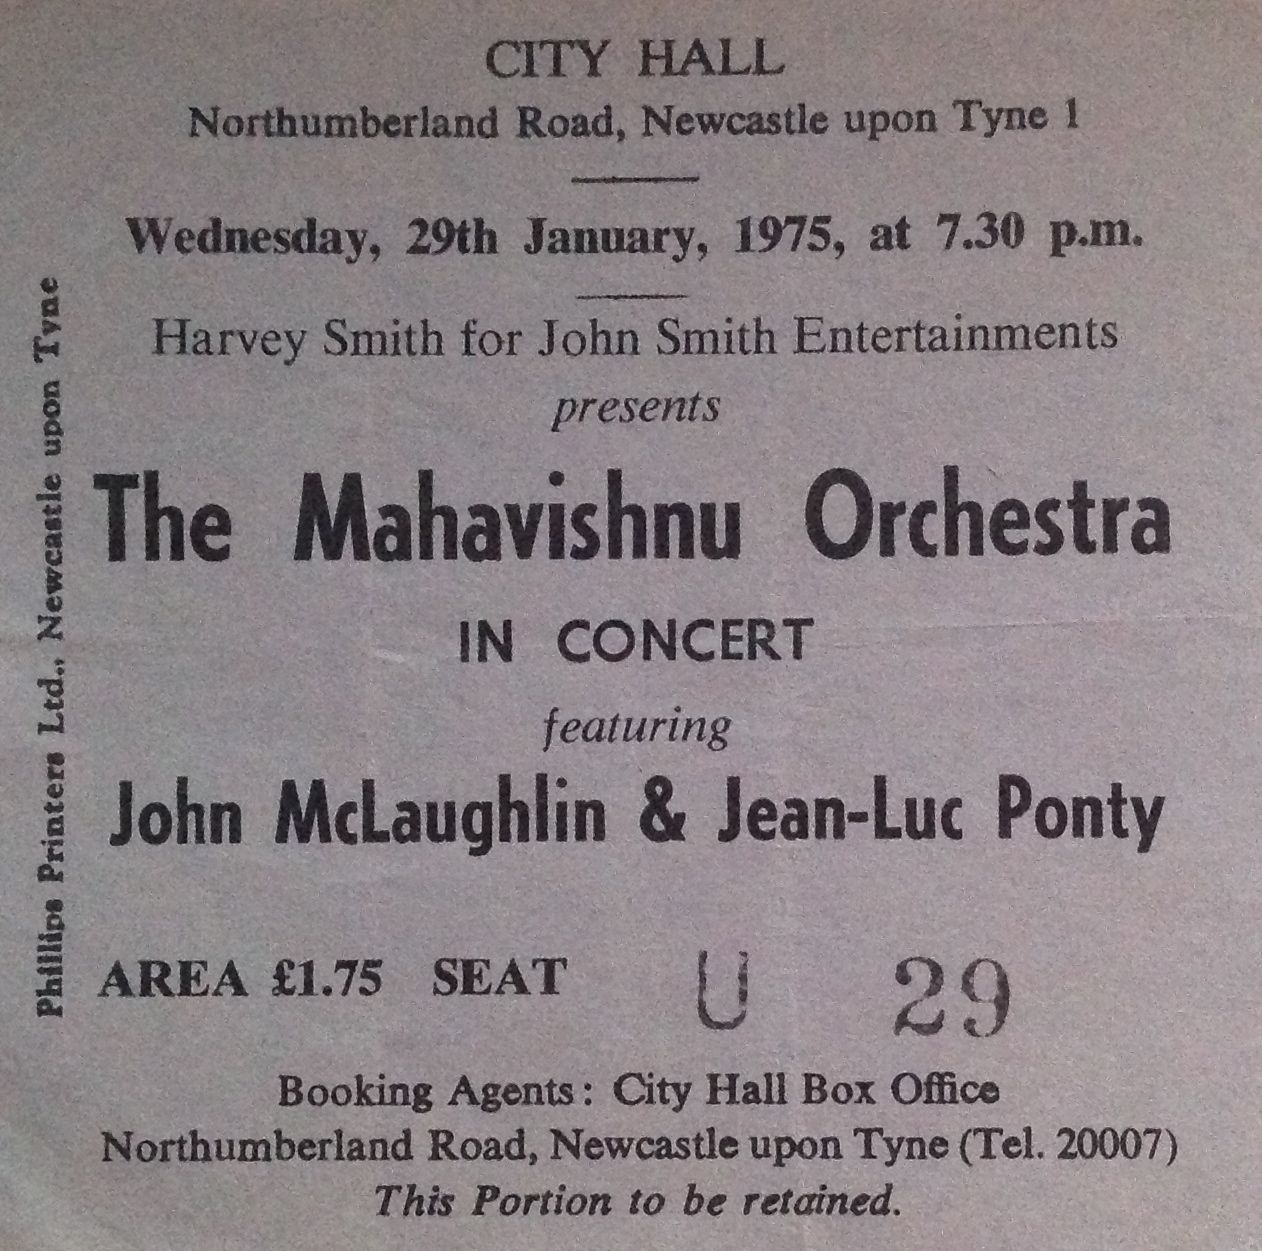 CITY HALL
Northumberland Road, Newcastle upon Tyne 1
Wednesday, 29th January, 1975, at 7.30 p.m.
Harvey Smith for John Smith Entertainments
presents
The Mahavishnu Orchestra
IN CONCERT
featuring
John McLaughlin & Jean-Luc Ponty
AREA £1.75 SEAT U 29
Booking Agents: City Hall Box Office
Northumberland Road, Newcastle upon Tyne (Tel. 20007)
This Portion to be retained.
Phillips Printers Ltd., Newcastle upon Tyne